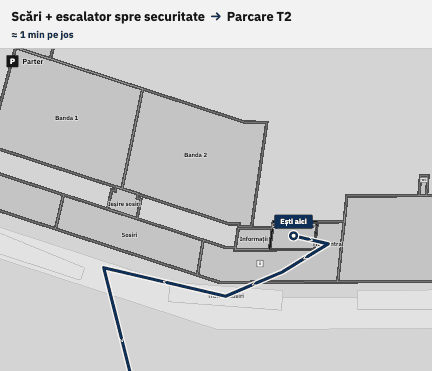 Scări + escalator spre securitate → Parcare T2
≈ 1 min pe jos
P Parter
Banda 1
Banda 2
Ieșire sosiri
Sosiri
Ești aici
Informații